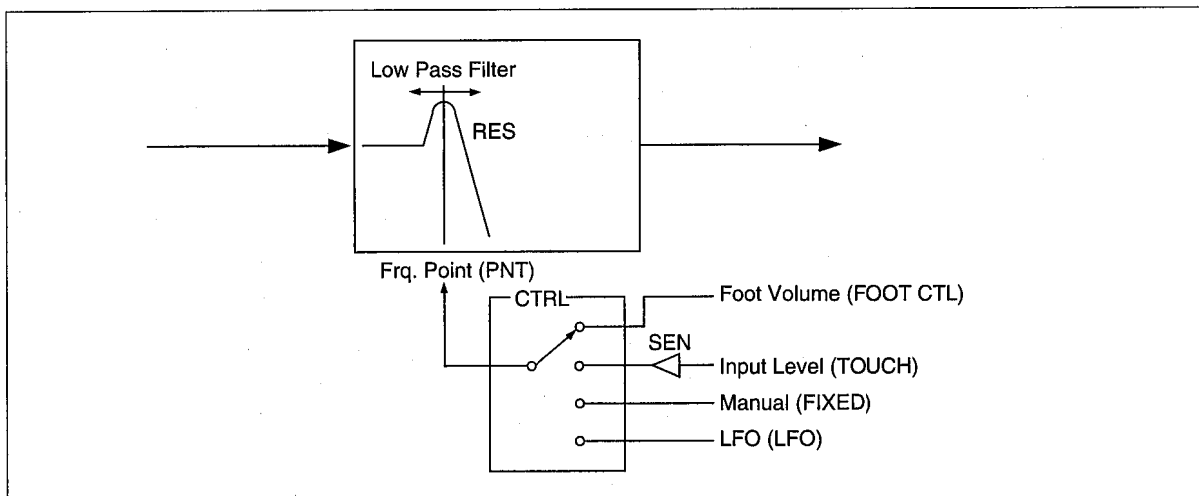 Low Pass Filter
RES
Frq. Point (PNT)
CTRL
Foot Volume (FOOT CTL)
SEN
Input Level (TOUCH)
Manual (FIXED)
LFO (LFO)